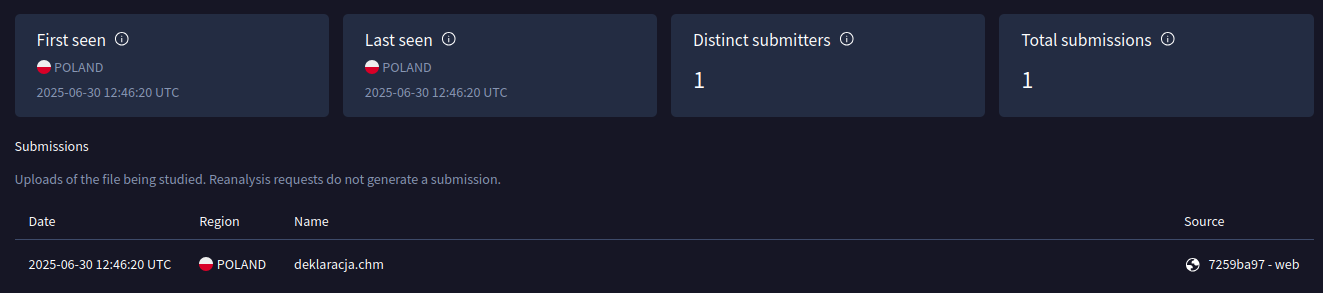 First seen
POLAND
2025-06-30 12:46:20 UTC
Last seen
POLAND
2025-06-30 12:46:20 UTC
Distinct submitters
1
Total submissions
1
Submissions
Uploads of the file being studied. Reanalysis requests do not generate a submission.
Date Region Name Source
2025-06-30 12:46:20 UTC POLAND deklaracja.chm 7259ba97 - web